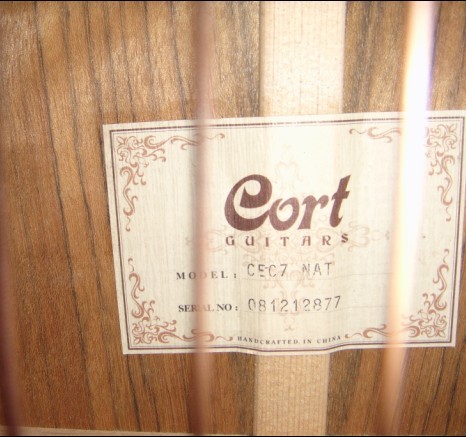 Cort
GUITARS
MODEL: CEC7 NAT
SERIAL NO: 081212877
HANDCRAFTED IN CHINA